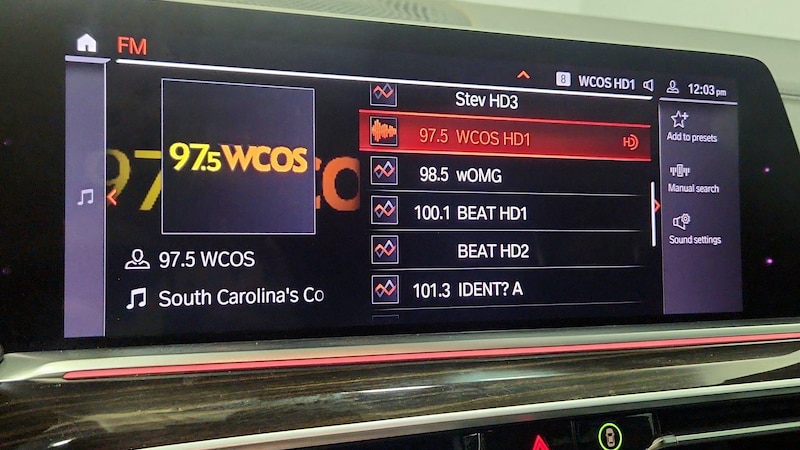 FM
8 WCOS HD1 12:03 pm
97.5 WCOS
97.5 WCOS
South Carolina's Co
Stev HD3
97.5 WCOS HD1 HD
98.5 wOMG
100.1 BEAT HD1
BEAT HD2
101.3 IDENT? A
Add to presets
Manual search
Sound settings